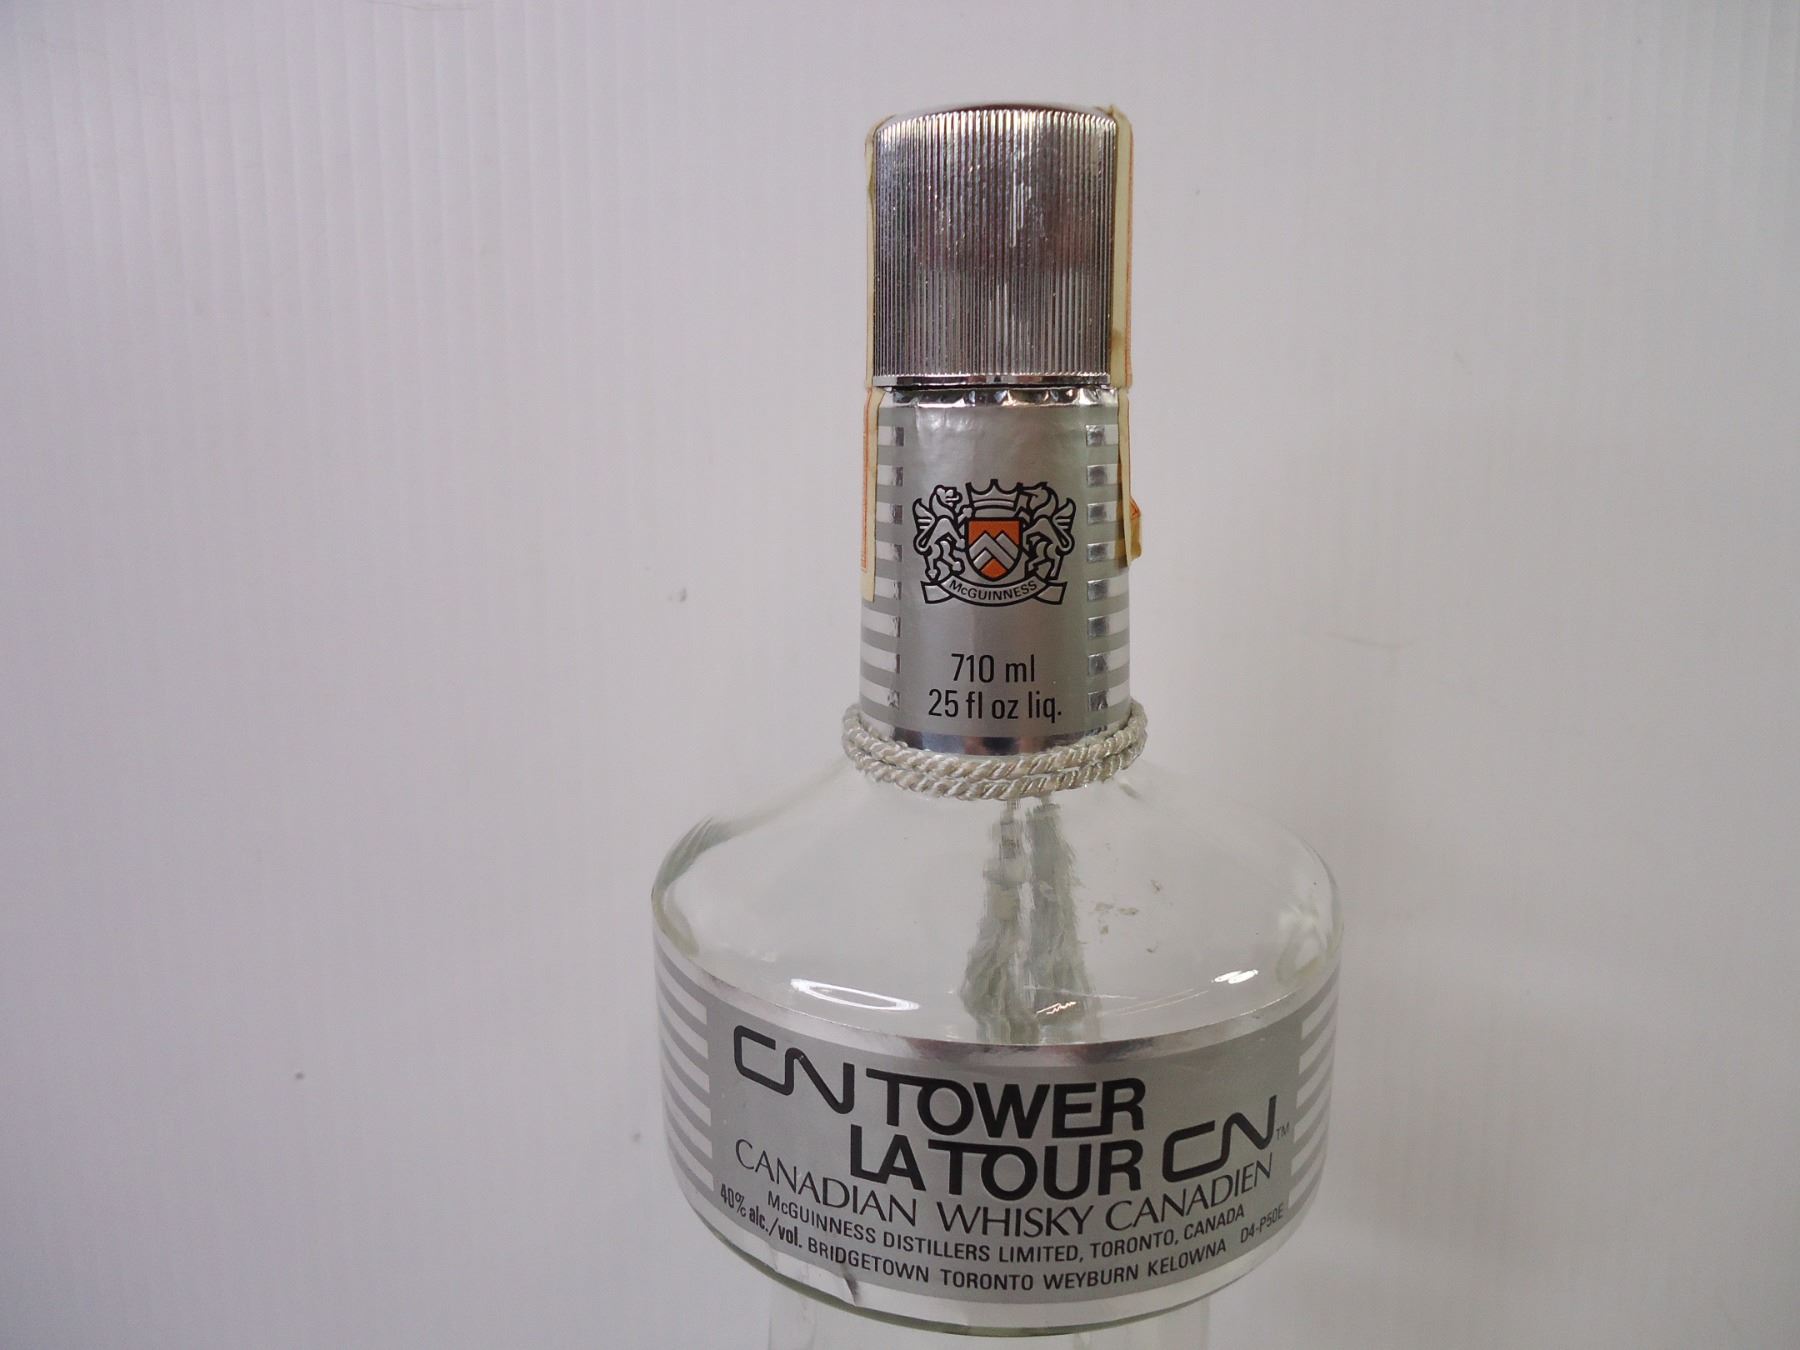 McGUINNESS
710 ml
25 fl oz liq.
CN TOWER
LA TOUR CN TM
CANADIAN WHISKY CANADIEN
McGUINNESS DISTILLERS LIMITED, TORONTO, CANADA
40% alc./vol. BRIDGETOWN TORONTO WEYBURN KELOWNA D4-P50E